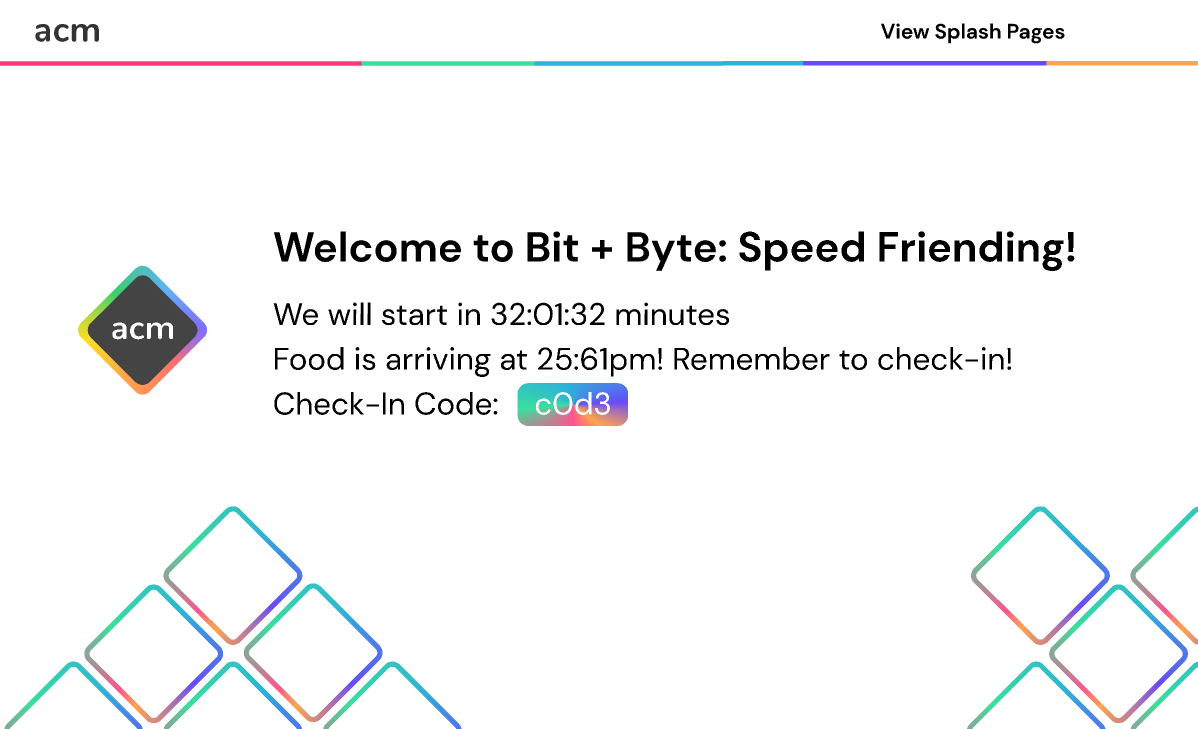 acm
View Splash Pages
Welcome to Bit + Byte: Speed Friending!
acm
We will start in 32:01:32 minutes
Food is arriving at 25:61pm! Remember to check-in!
Check-In Code: c0d3